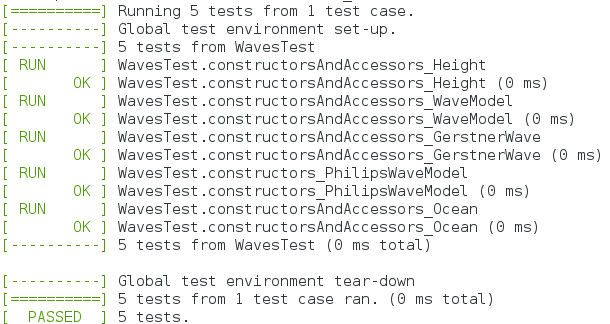 [==========] Running 5 tests from 1 test case.
[----------] Global test environment set-up.
[----------] 5 tests from WavesTest
[ RUN      ] WavesTest.constructorsAndAccessors_Height
[       OK ] WavesTest.constructorsAndAccessors_Height (0 ms)
[ RUN      ] WavesTest.constructorsAndAccessors_WaveModel
[       OK ] WavesTest.constructorsAndAccessors_WaveModel (0 ms)
[ RUN      ] WavesTest.constructorsAndAccessors_GerstnerWave
[       OK ] WavesTest.constructorsAndAccessors_GerstnerWave (0 ms)
[ RUN      ] WavesTest.constructors_PhilipsWaveModel
[       OK ] WavesTest.constructors_PhilipsWaveModel (0 ms)
[ RUN      ] WavesTest.constructorsAndAccessors_Ocean
[       OK ] WavesTest.constructorsAndAccessors_Ocean (0 ms)
[----------] 5 tests from WavesTest (0 ms total)

[----------] Global test environment tear-down
[==========] 5 tests from 1 test case ran. (0 ms total)
[  PASSED  ] 5 tests.